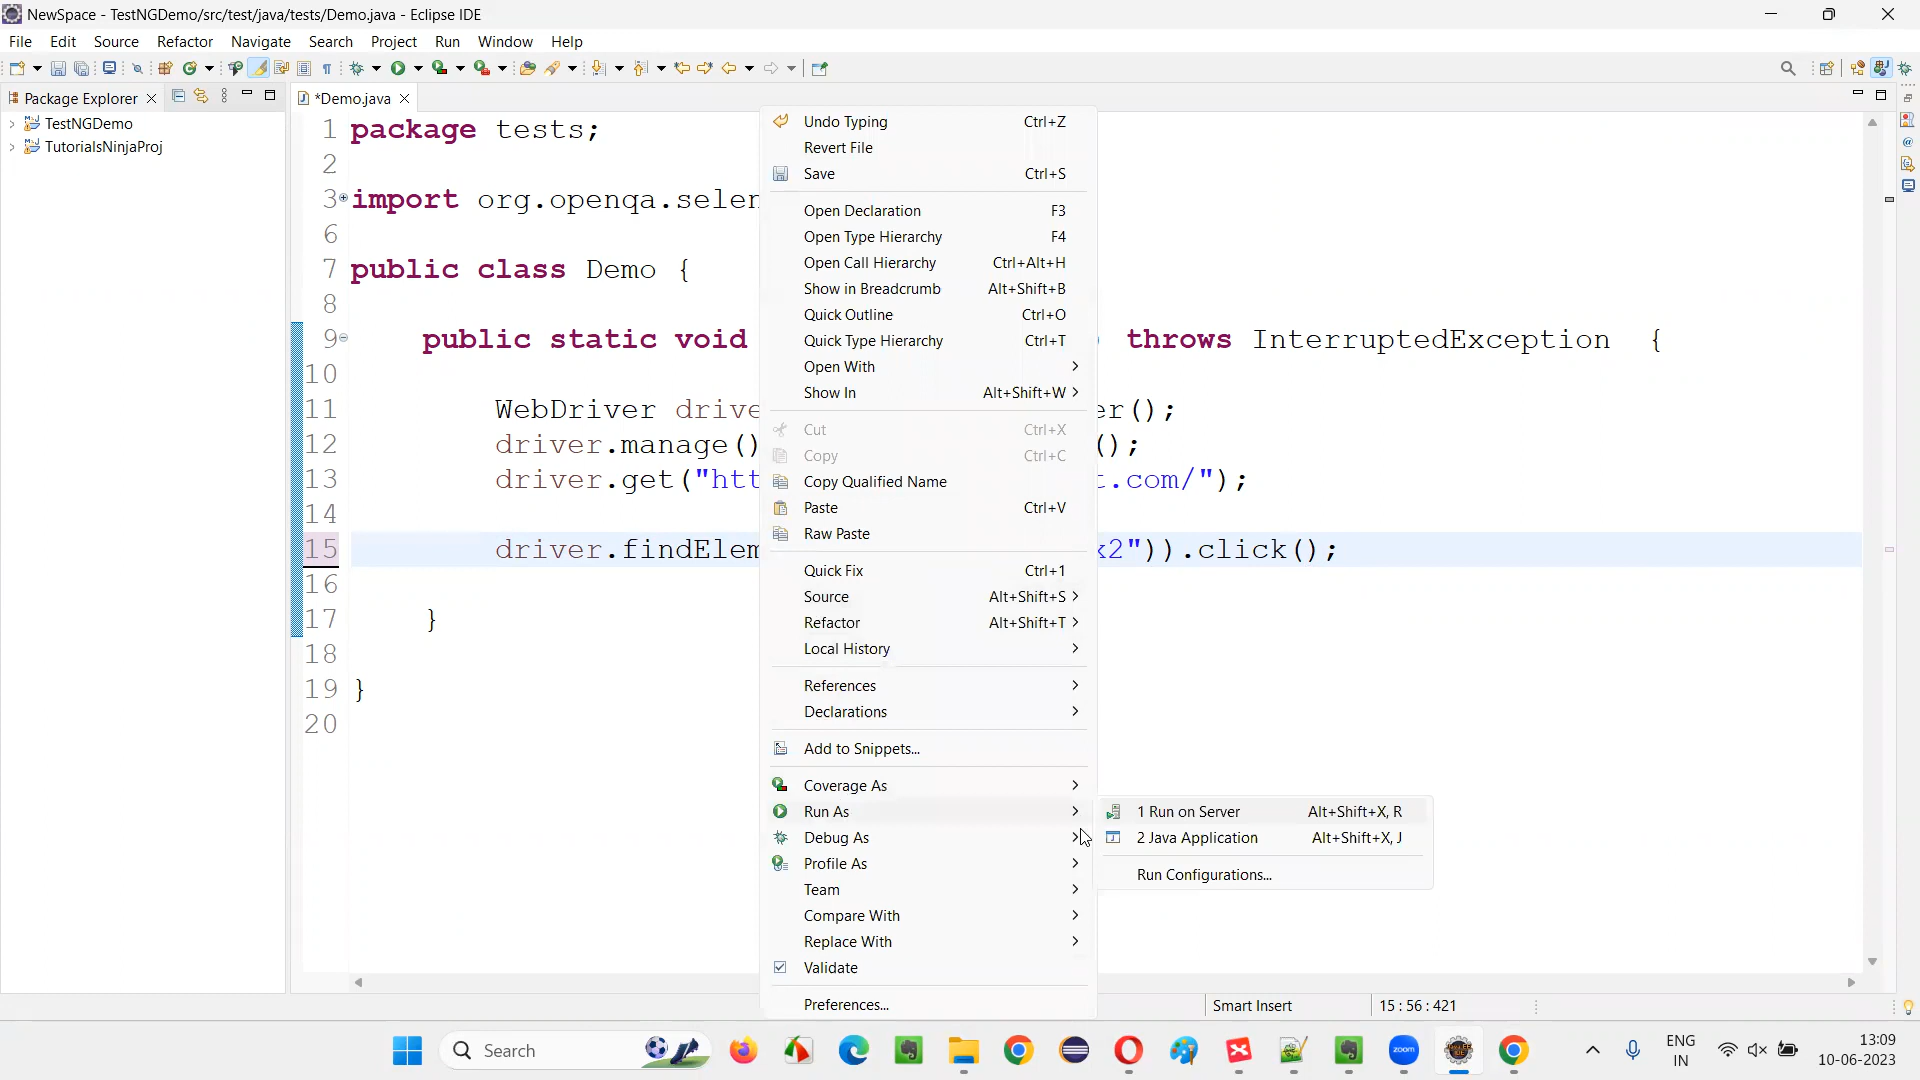 NewSpace - TestNGDemo/src/test/java/tests/Demo.java - Eclipse IDE
File Edit Source Refactor Navigate Search Project Run Window Help
Package Explorer
*Demo.java
TestNGDemo
TutorialsNinjaProj
1 package tests;
2
3 import org.openqa.selen
6
7 public class Demo {
8
9 public static void ) throws InterruptedException {
10
11 WebDriver drive er();
12 driver.manage() ();
13 driver.get("htt t.com/");
14
15 driver.findElem x2")).click();
16
17 }
18
19 }
20
Undo Typing Ctrl+Z
Revert File
Save Ctrl+S
Open Declaration F3
Open Type Hierarchy F4
Open Call Hierarchy Ctrl+Alt+H
Show in Breadcrumb Alt+Shift+B
Quick Outline Ctrl+O
Quick Type Hierarchy Ctrl+T
Open With
Show In Alt+Shift+W
Cut Ctrl+X
Copy Ctrl+C
Copy Qualified Name
Paste Ctrl+V
Raw Paste
Quick Fix Ctrl+1
Source Alt+Shift+S
Refactor Alt+Shift+T
Local History
References
Declarations
Add to Snippets...
Coverage As
Run As
Debug As
Profile As
Team
Compare With
Replace With
Validate
Preferences...
1 Run on Server Alt+Shift+X, R
2 Java Application Alt+Shift+X, J
Run Configurations...
Smart Insert 15 : 56 : 421
Search
zoom
ENG
IN
13:09
10-06-2023